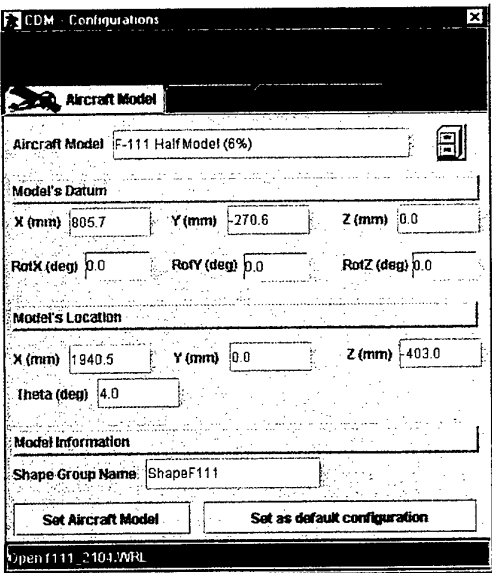 CDM - Configurations
Aircraft Model
Aircraft Model F-111 Half Model (6%)
Model's Datum
X (mm) 805.7 Y (mm) -270.6 Z (mm) 0.0
RotX (deg) 0.0 RotY (deg) 0.0 RotZ (deg) 0.0
Model's Location
X (mm) 1940.5 Y (mm) 0.0 Z (mm) -403.0
Theta (deg) 4.0
Model Information
Shape Group Name ShapeF111
Set Aircraft Model Set as default configuration
Open f111_2104.WRL